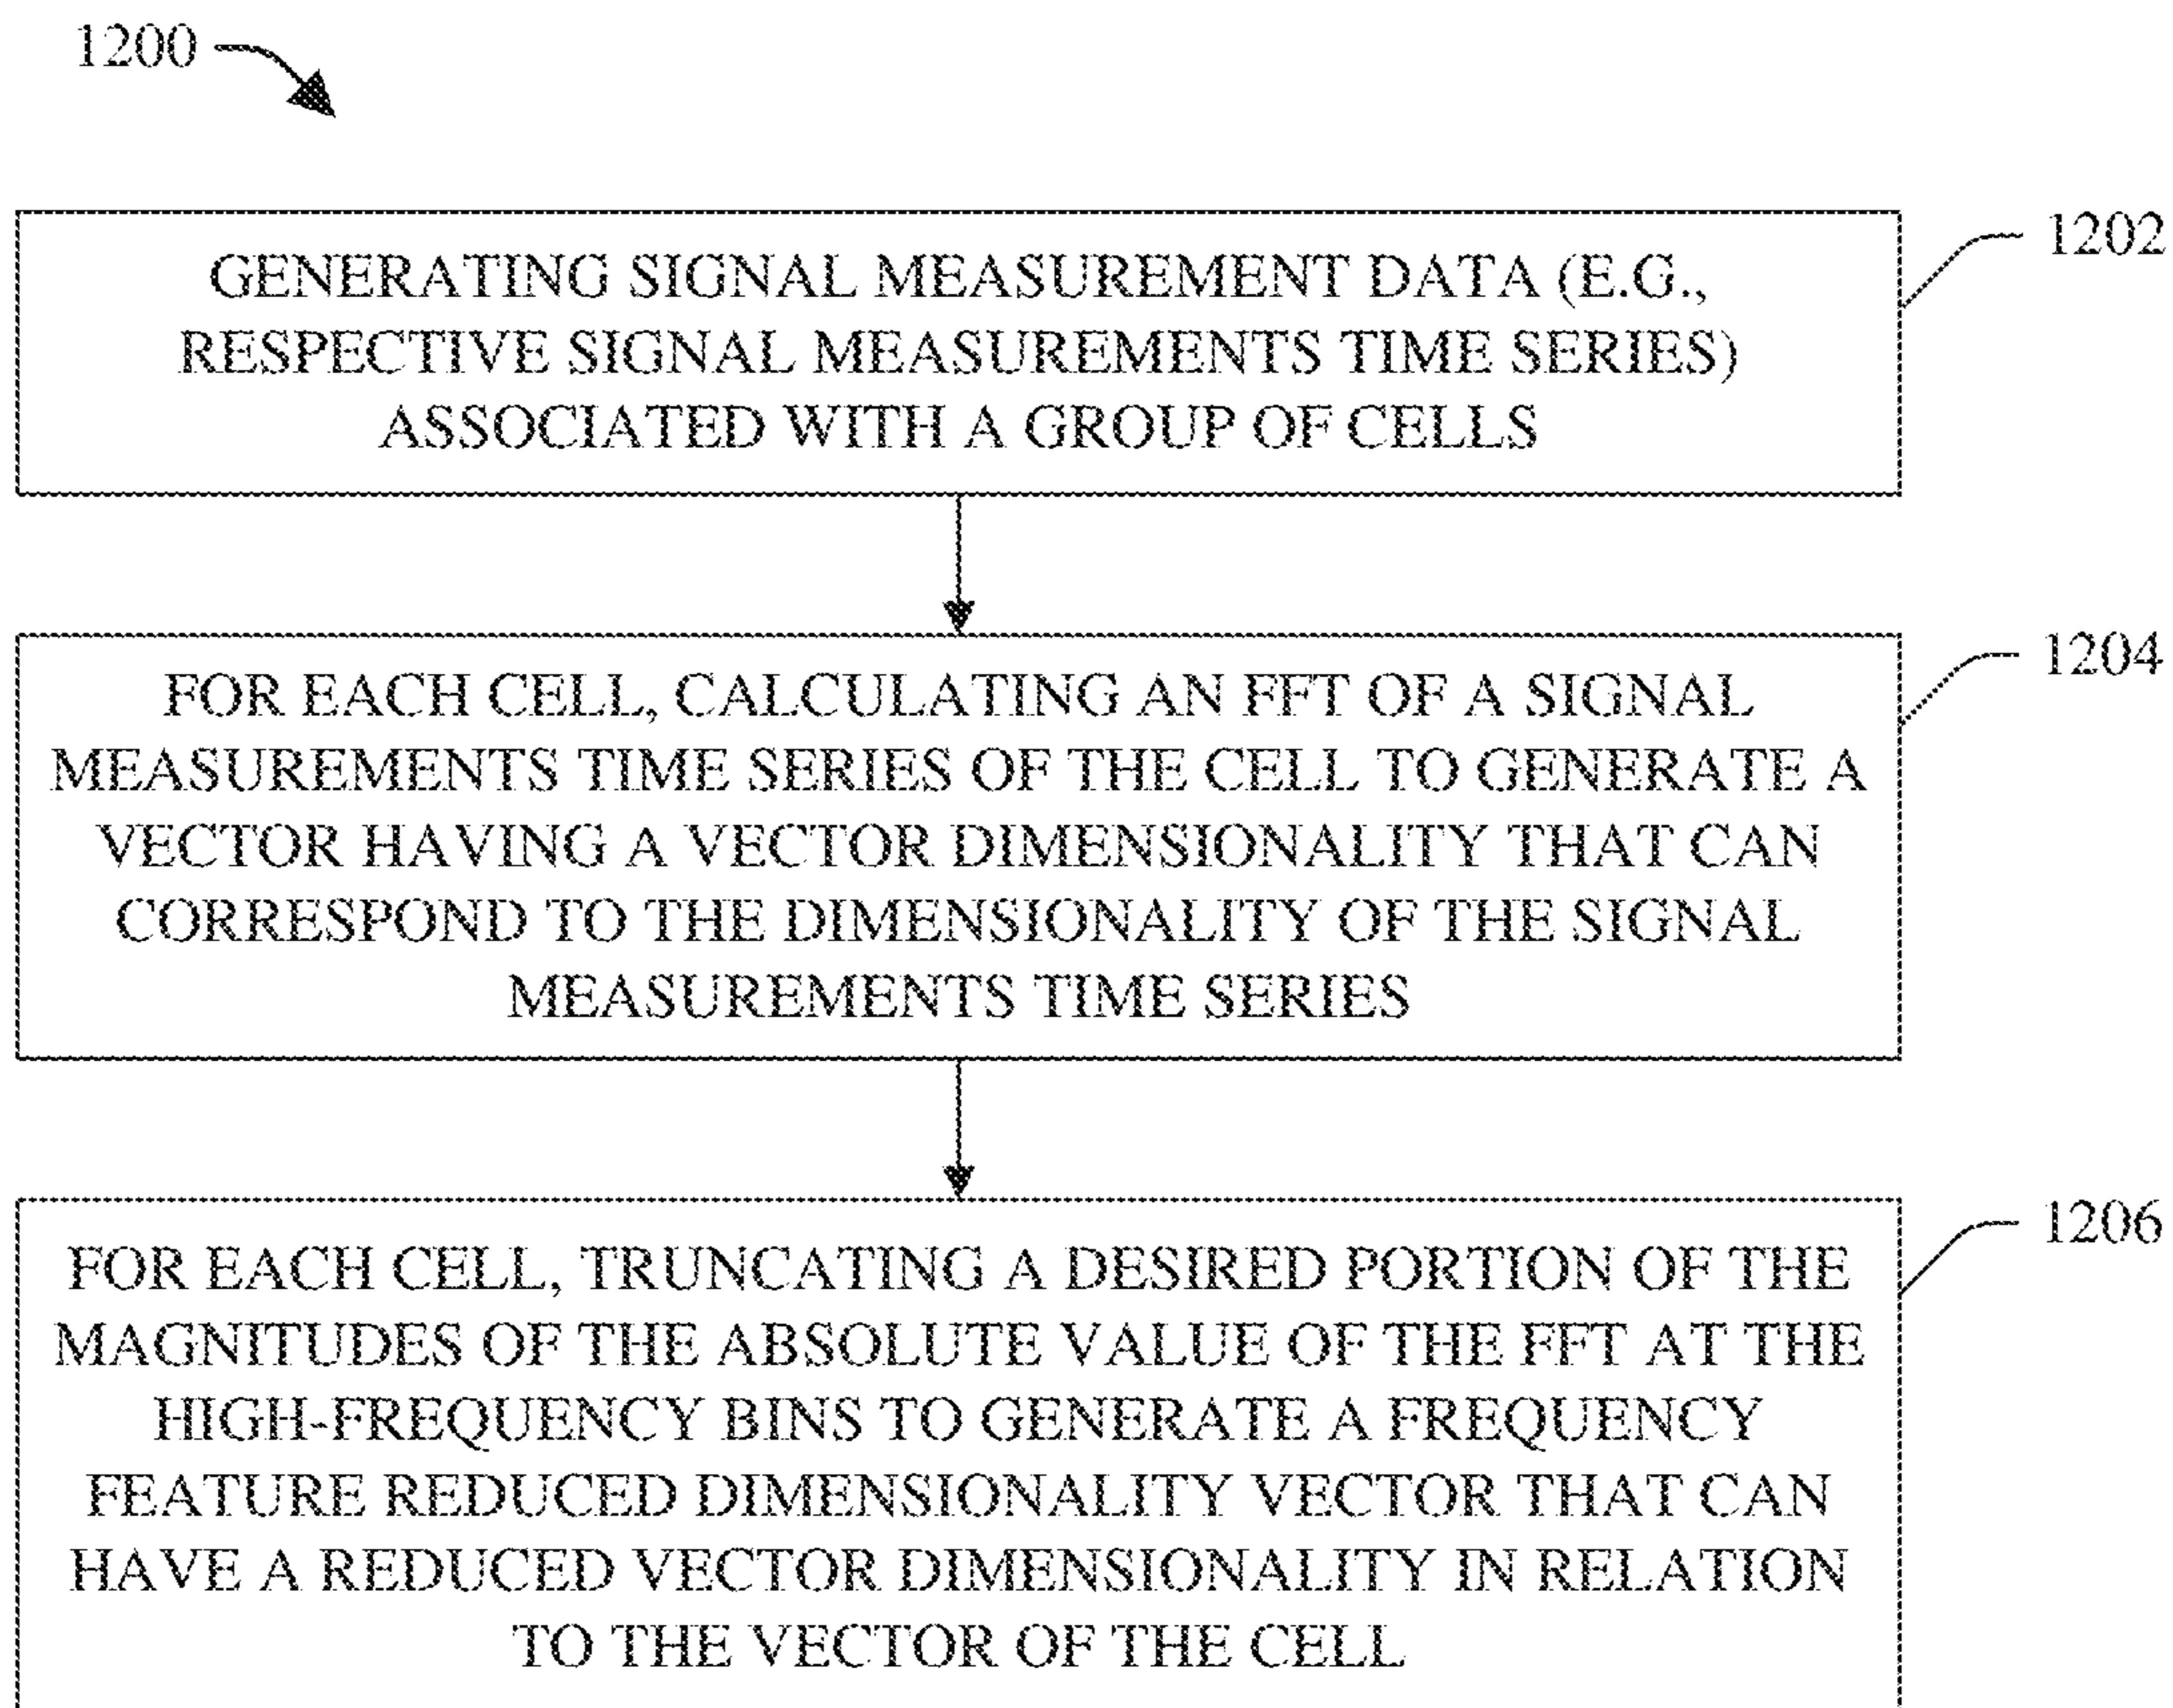 1200
GENERATING SIGNAL MEASUREMENT DATA (E.G.,
RESPECTIVE SIGNAL MEASUREMENTS TIME SERIES)
ASSOCIATED WITH A GROUP OF CELLS
1202
FOR EACH CELL, CALCULATING AN FFT OF A SIGNAL
MEASUREMENTS TIME SERIES OF THE CELL TO GENERATE A
VECTOR HAVING A VECTOR DIMENSIONALITY THAT CAN
CORRESPOND TO THE DIMENSIONALITY OF THE SIGNAL
MEASUREMENTS TIME SERIES
1204
FOR EACH CELL, TRUNCATING A DESIRED PORTION OF THE
MAGNITUDES OF THE ABSOLUTE VALUE OF THE FFT AT THE
HIGH-FREQUENCY BINS TO GENERATE A FREQUENCY
FEATURE REDUCED DIMENSIONALITY VECTOR THAT CAN
HAVE A REDUCED VECTOR DIMENSIONALITY IN RELATION
TO THE VECTOR OF THE CELL
1206